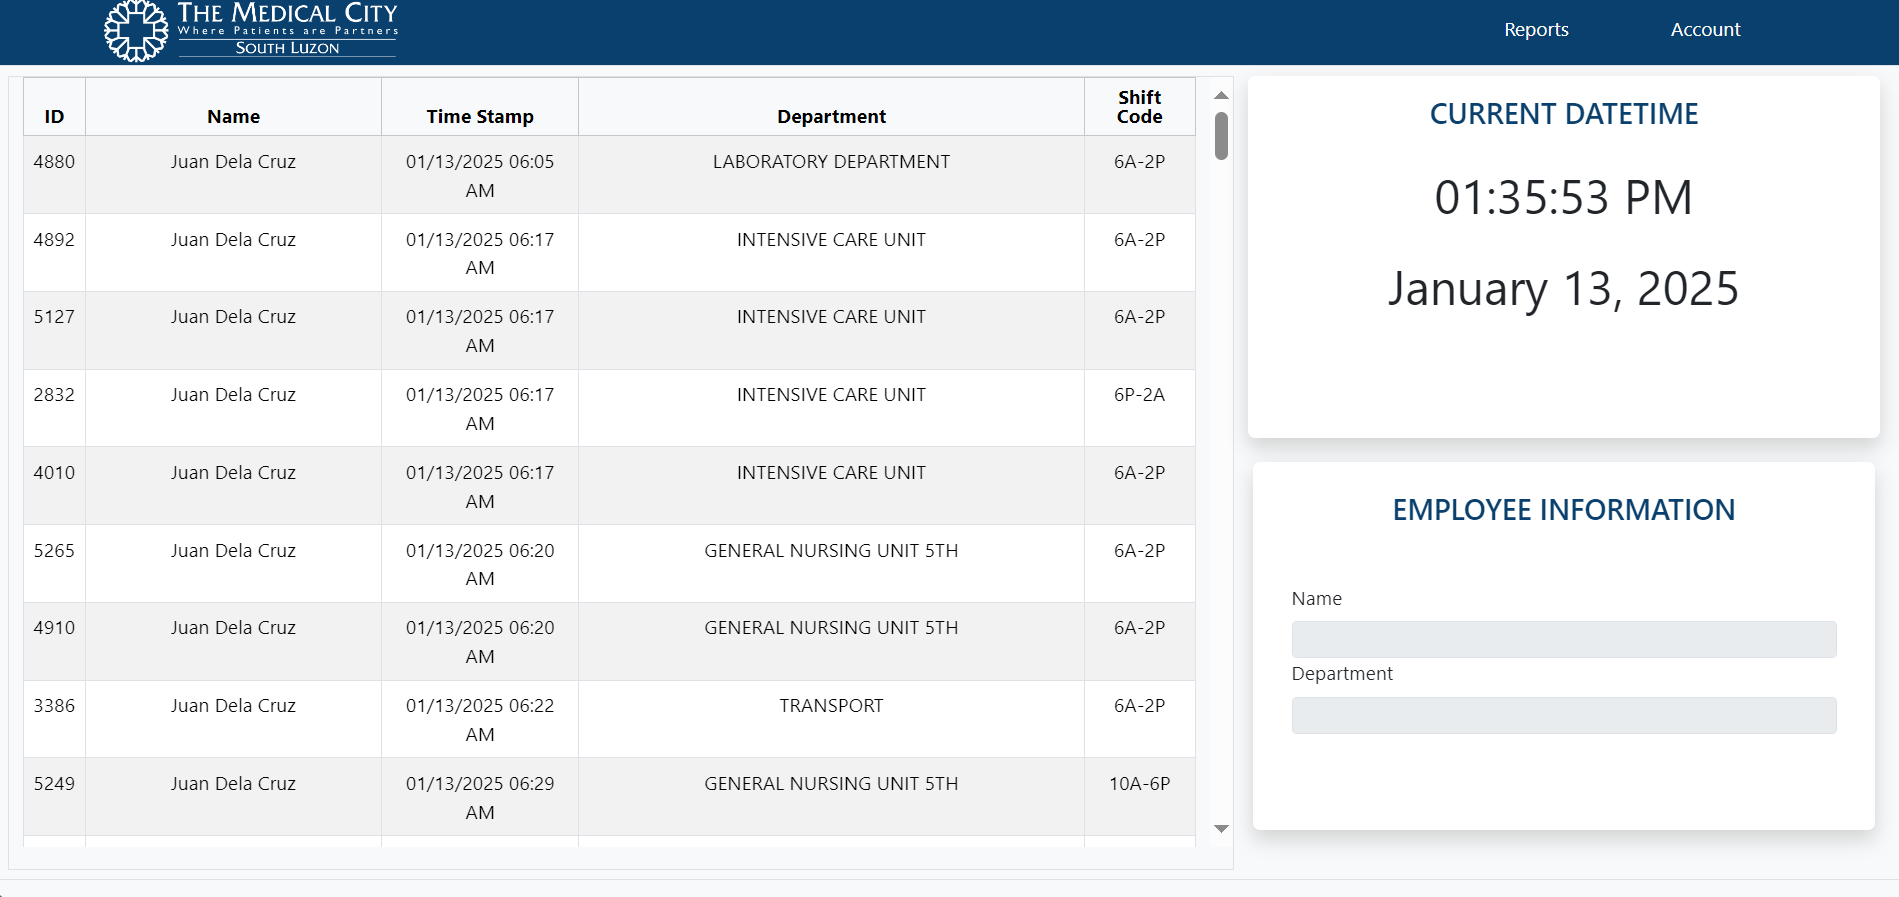 THE MEDICAL CITY
Where Patients are Partners
SOUTH LUZON
Reports
Account
ID
Name
Time Stamp
Department
Shift
Code
4880
Juan Dela Cruz
01/13/2025 06:05
AM
LABORATORY DEPARTMENT
6A-2P
4892
Juan Dela Cruz
01/13/2025 06:17
AM
INTENSIVE CARE UNIT
6A-2P
5127
Juan Dela Cruz
01/13/2025 06:17
AM
INTENSIVE CARE UNIT
6A-2P
2832
Juan Dela Cruz
01/13/2025 06:17
AM
INTENSIVE CARE UNIT
6P-2A
4010
Juan Dela Cruz
01/13/2025 06:17
AM
INTENSIVE CARE UNIT
6A-2P
5265
Juan Dela Cruz
01/13/2025 06:20
AM
GENERAL NURSING UNIT 5TH
6A-2P
4910
Juan Dela Cruz
01/13/2025 06:20
AM
GENERAL NURSING UNIT 5TH
6A-2P
3386
Juan Dela Cruz
01/13/2025 06:22
AM
TRANSPORT
6A-2P
5249
Juan Dela Cruz
01/13/2025 06:29
AM
GENERAL NURSING UNIT 5TH
10A-6P
CURRENT DATETIME
01:35:53 PM
January 13, 2025
EMPLOYEE INFORMATION
Name
Department